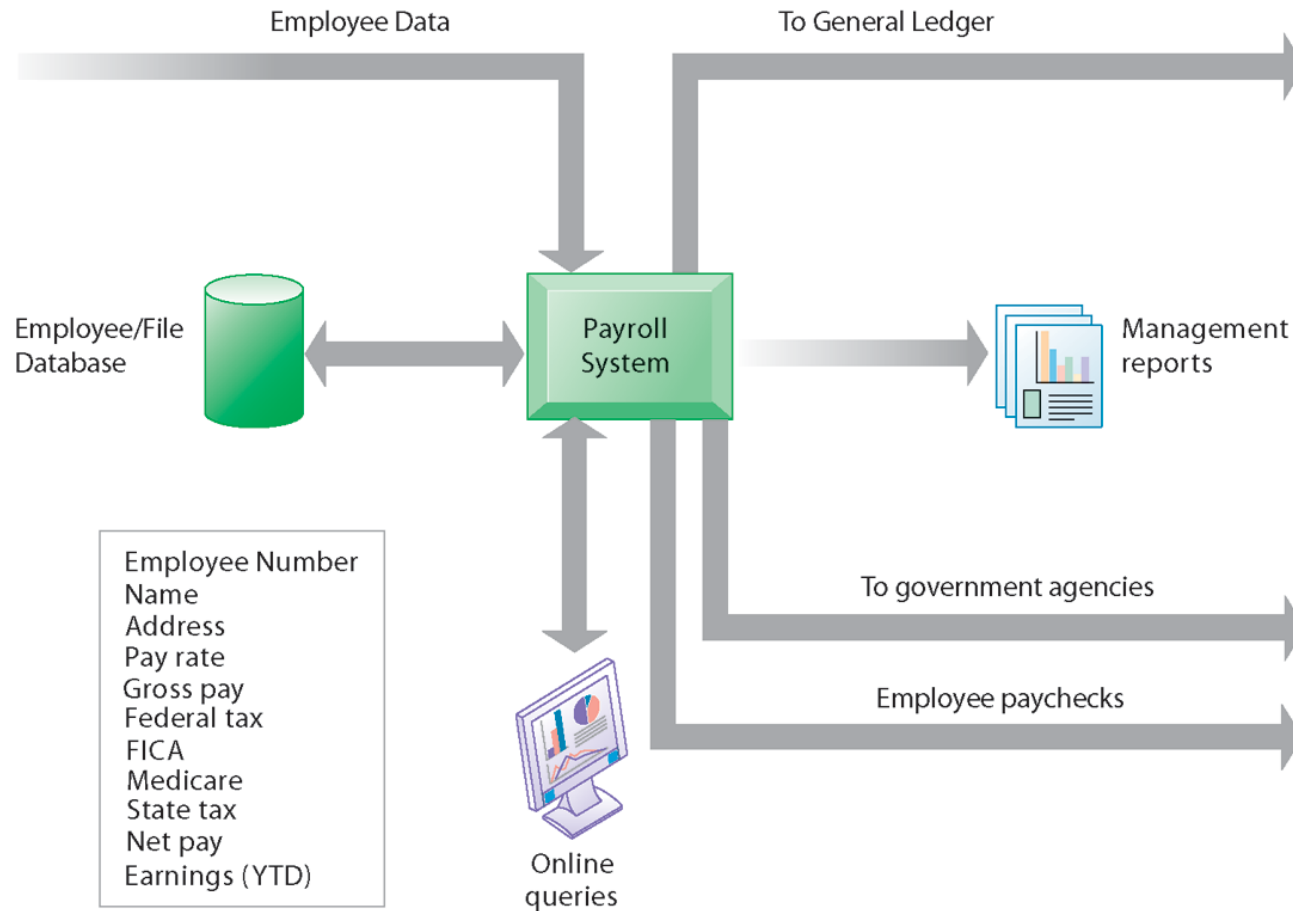 Employee Data
To General Ledger
Employee/File
Database
Payroll
System
Management
reports
Employee Number
Name
Address
Pay rate
Gross pay
Federal tax
FICA
Medicare
State tax
Net pay
Earnings (YTD)
To government agencies
Employee paychecks
Online
queries